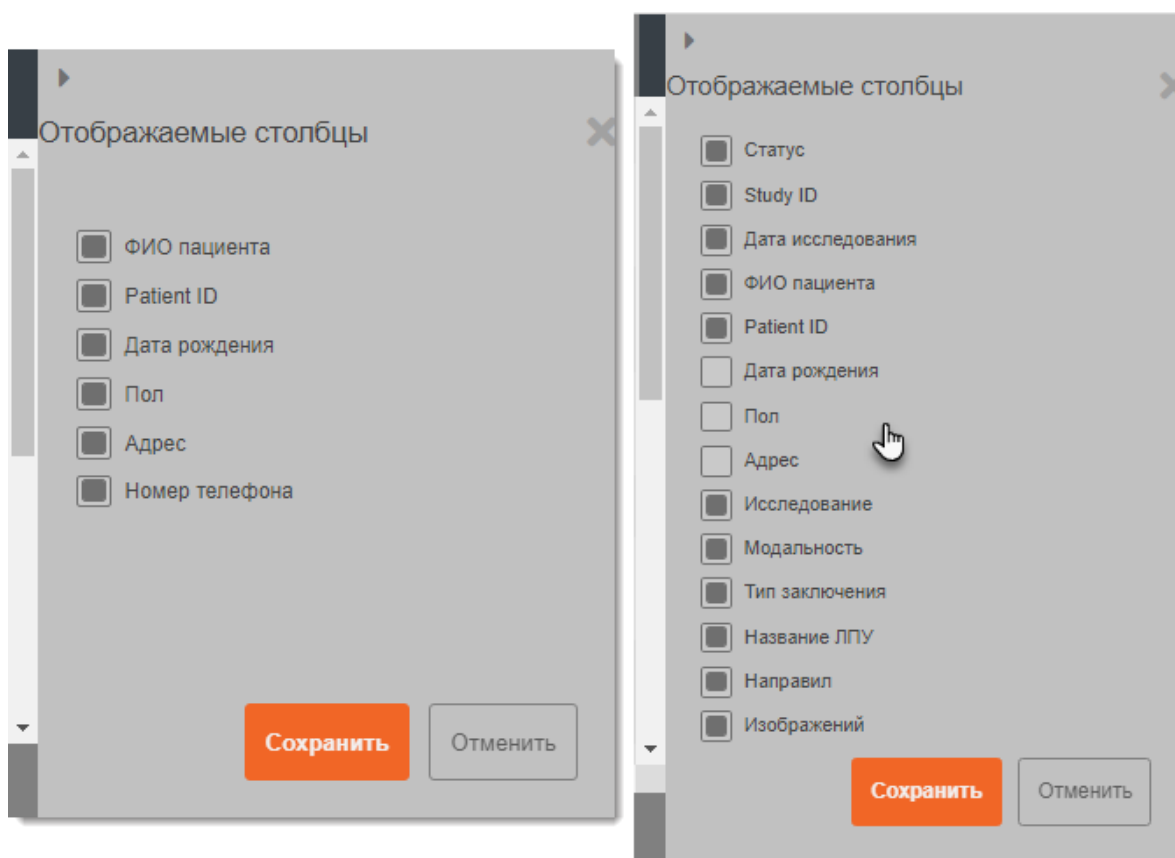 Отображаемые столбцы
ФИО пациента
Patient ID
Дата рождения
Пол
Адрес
Номер телефона
Сохранить
Отменить
Отображаемые столбцы
Статус
Study ID
Дата исследования
ФИО пациента
Patient ID
Дата рождения
Пол
Адрес
Исследование
Модальность
Тип заключения
Название ЛПУ
Направил
Изображений
Сохранить
Отменить